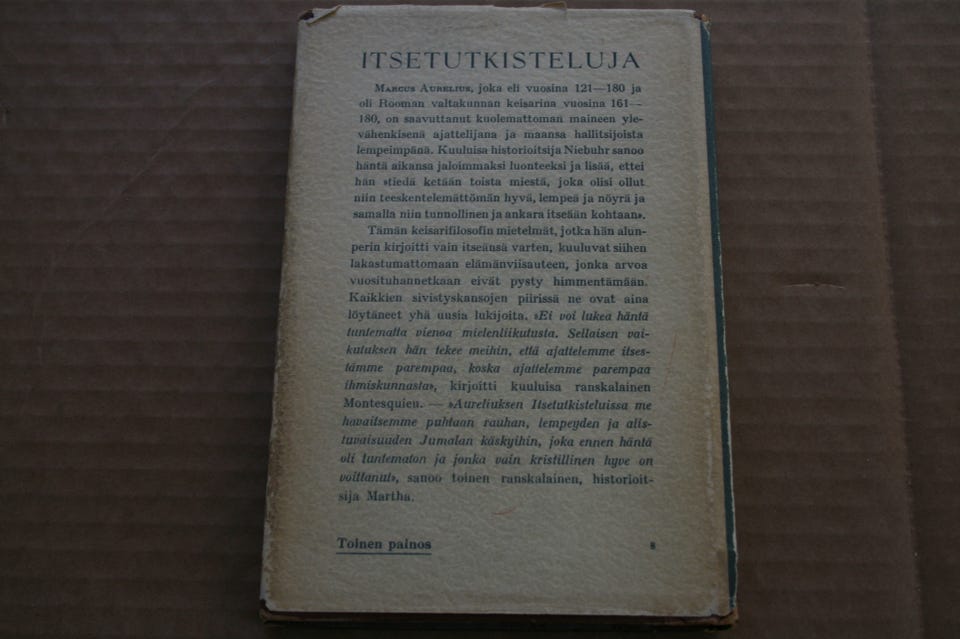 ITSETUTKISTELUJA
MARCUS AURELIUS, joka eli vuosina 121—180 ja
oli Rooman valtakunnan keisarina vuosina 161—
180, on saavuttanut kuolemattoman maineen yle-
vähenkisenä ajattelijana ja maansa hallitsijoista
lempeimpänä. Kuuluisa historioitsija Niebuhr sanoo
häntä aikansa jaloimmaksi luonteeksi ja lisää, ettei
hän »tiedä ketään toista miestä, joka olisi ollut
niin teeskentelemättömän hyvä, lempeä ja nöyrä ja
samalla niin tunnollinen ja ankara itseään kohtaan».
Tämän keisarifilosofin mietelmät, jotka hän alun-
perin kirjoitti vain itseänsä varten, kuuluvat siihen
lakastumattomaan elämänviisauteen, jonka arvoa
vuosituhannetkaan eivät pysty himmentämään.
Kaikkien sivistyskansojen piirissä ne ovat aina
löytäneet yhä uusia lukijoita. »Ei voi lukea häntä
tuntematta vienoa mielenliikutusta. Sellaisen vai-
kutuksen hän tekee meihin, että ajattelemme itses-
tämme parempaa, koska ajattelemme parempaa
ihmiskunnasta», kirjoitti kuuluisa ranskalainen
Montesquieu. — »Aureliuksen Itsetutkisteluissa me
havaitsemme puhtaan rauhan, lempeyden ja alis-
tuvaisuuden Jumalan käskyihin, joka ennen häntä
oli tuntematon ja jonka vain kristillinen hyve on
voittanut», sanoo toinen ranskalainen, historioit-
sija Martha.
Toinen painos 8